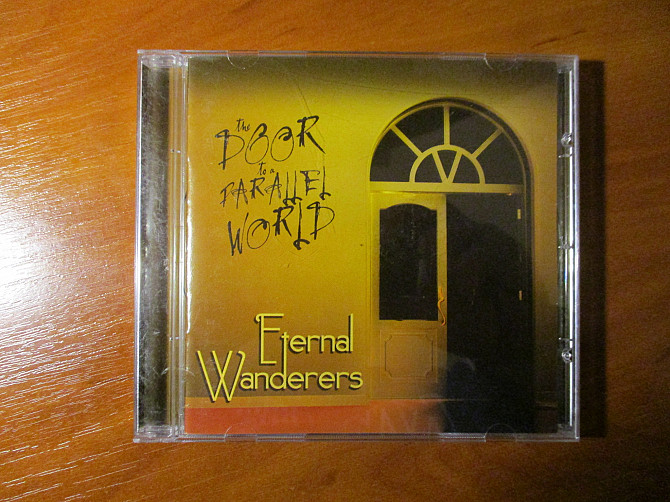 the
DOOR
to a
PARALLEL
WORLD
Eternal
Wanderers